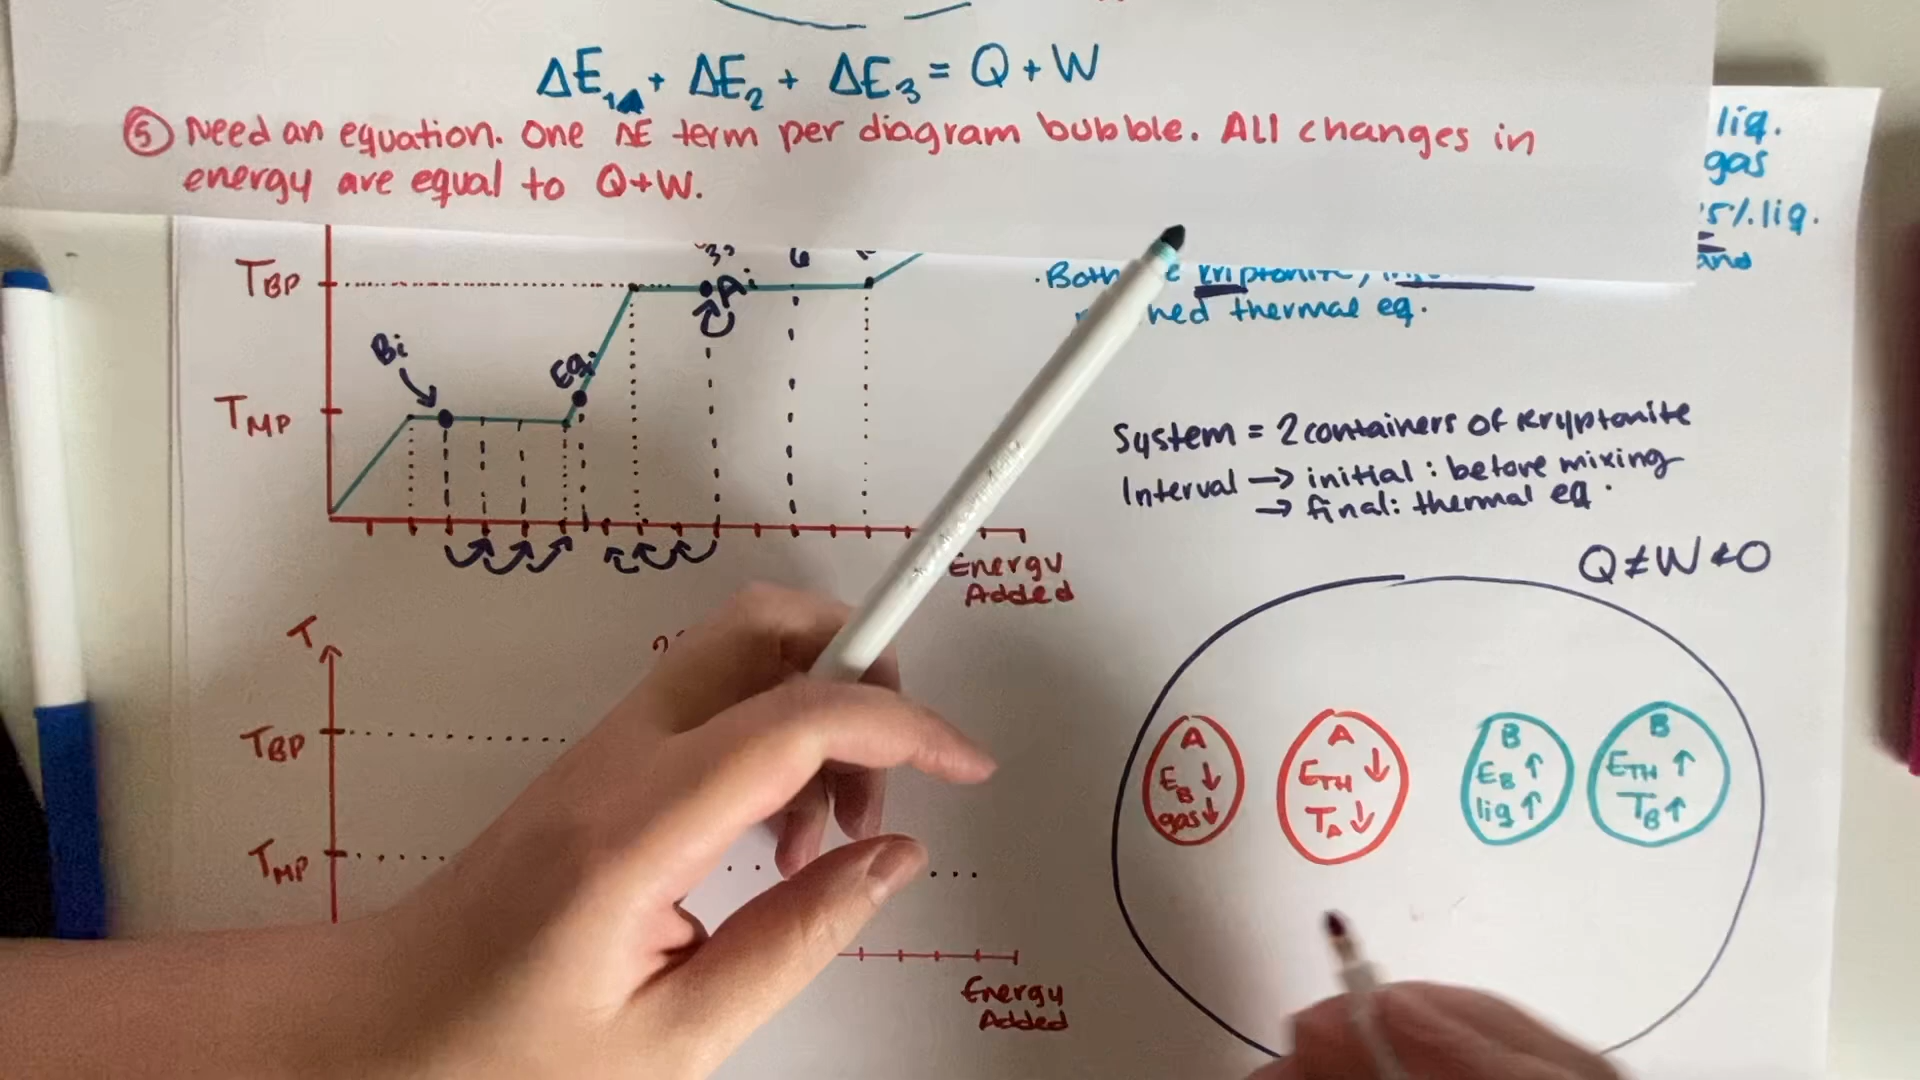 ΔE₁ + ΔE₂ + ΔE₃ = Q + W
⑤ Need an equation. One ΔE term per diagram bubble. All changes in
energy are equal to Q+W.
liq.
gas
5% liq.
and
TBP
Ai
6
Bi
Eq
TMP
Energy
Added
Both
thermal eq.
System = 2 containers of Kryptonite
Interval → initial : before mixing
→ final: thermal eq.
A
EB ↓
gas ↓
A
ETH ↓
TA ↓
B
EB ↑
liq ↑
B
ETH ↑
TB ↑
T
TBP
TMP
Energy
Added